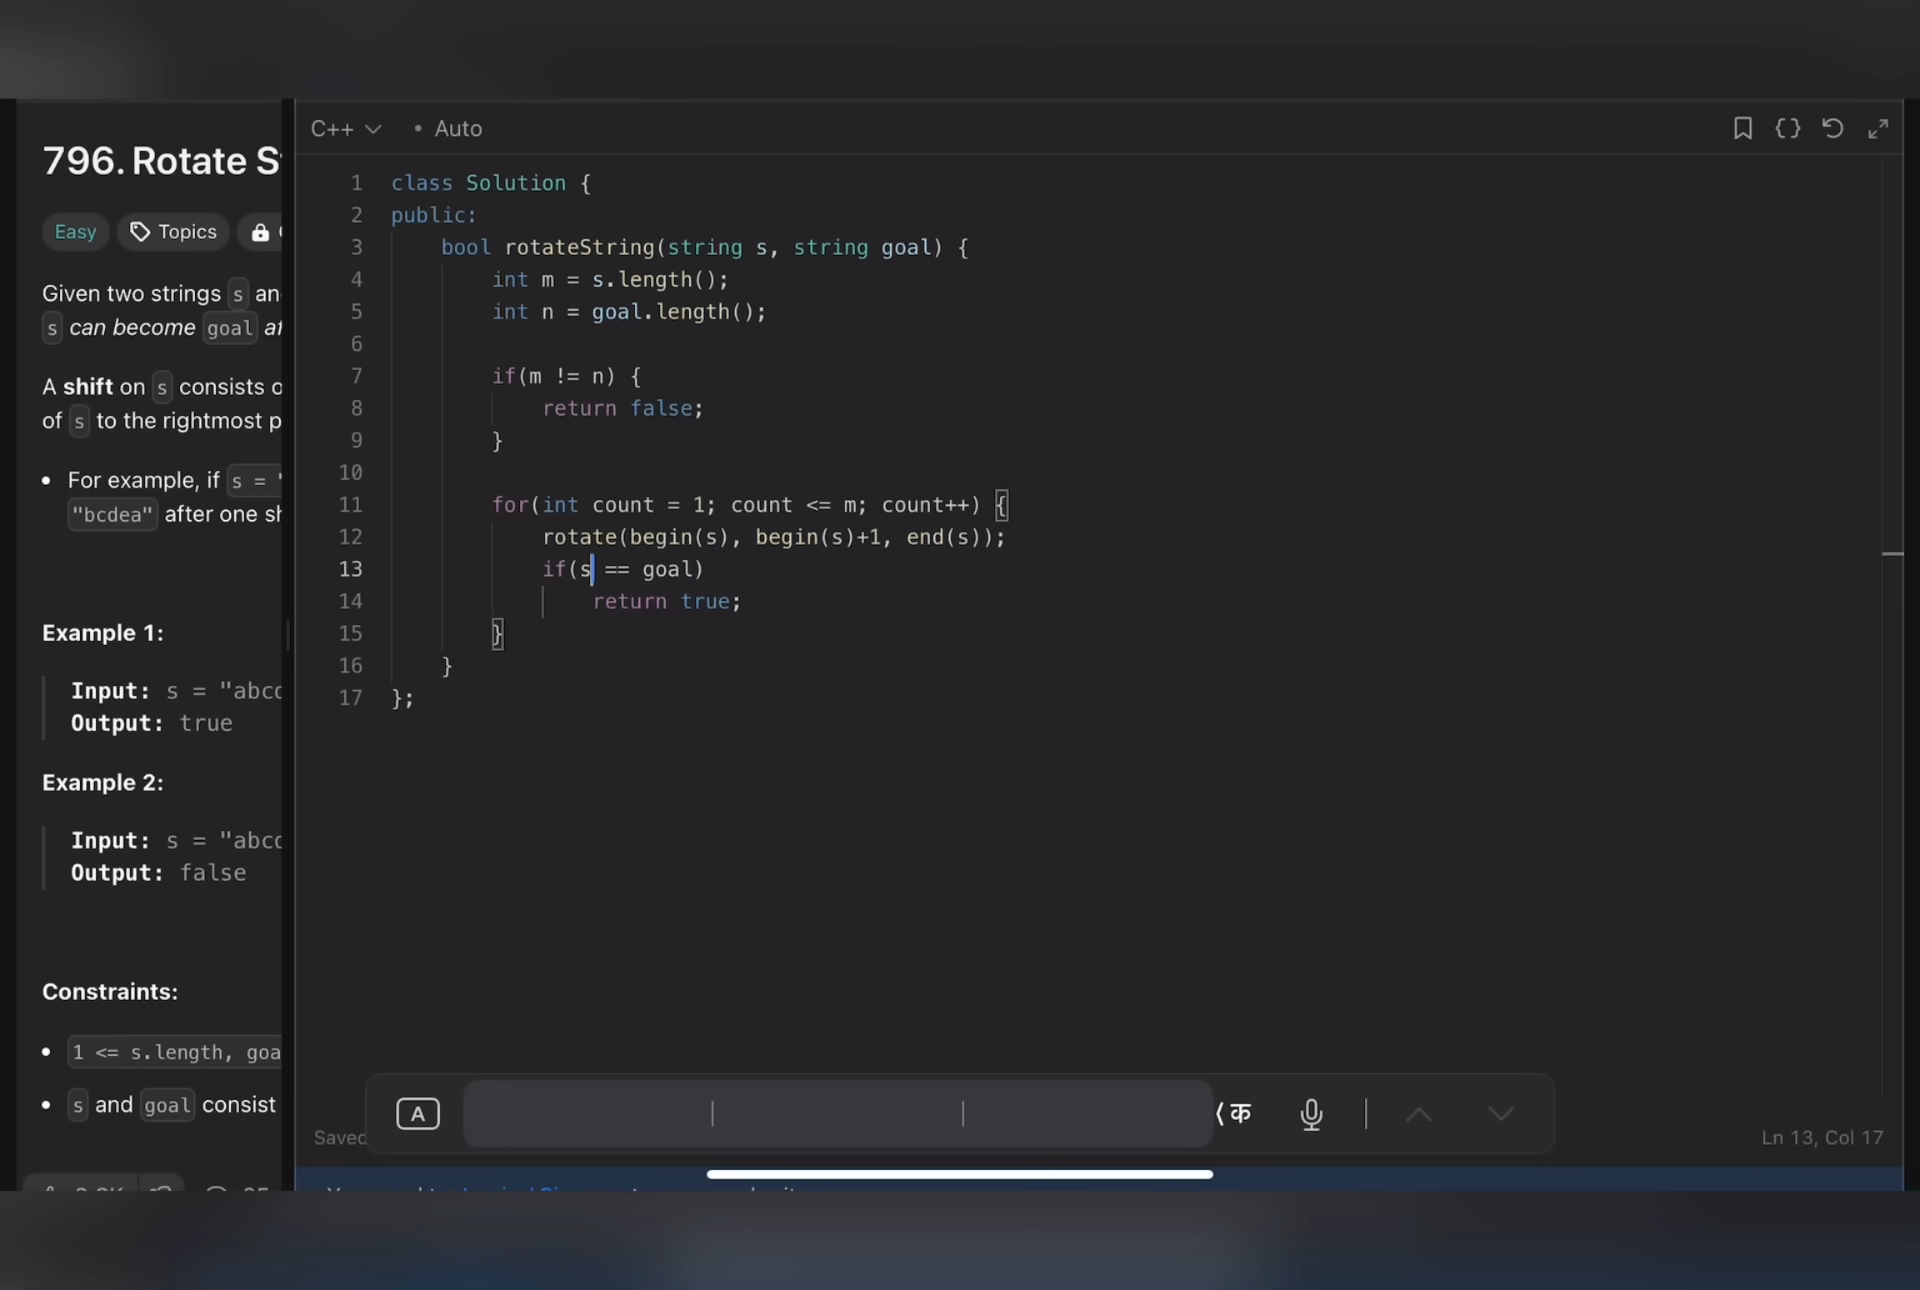 796. Rotate S
Easy Topics
Given two strings s an
s can become goal af
A shift on s consists o
of s to the rightmost p
For example, if s = "
"bcdea" after one sh
Example 1:
Input: s = "abcd
Output: true
Example 2:
Input: s = "abcd
Output: false
Constraints:
1 <= s.length, goa
s and goal consist
C++ • Auto
1 class Solution {
2 public:
3 bool rotateString(string s, string goal) {
4 int m = s.length();
5 int n = goal.length();
6
7 if(m != n) {
8 return false;
9 }
10
11 for(int count = 1; count <= m; count++) {
12 rotate(begin(s), begin(s)+1, end(s));
13 if(s == goal)
14 return true;
15 }
16 }
17 };
A क
Saved
Ln 13, Col 17